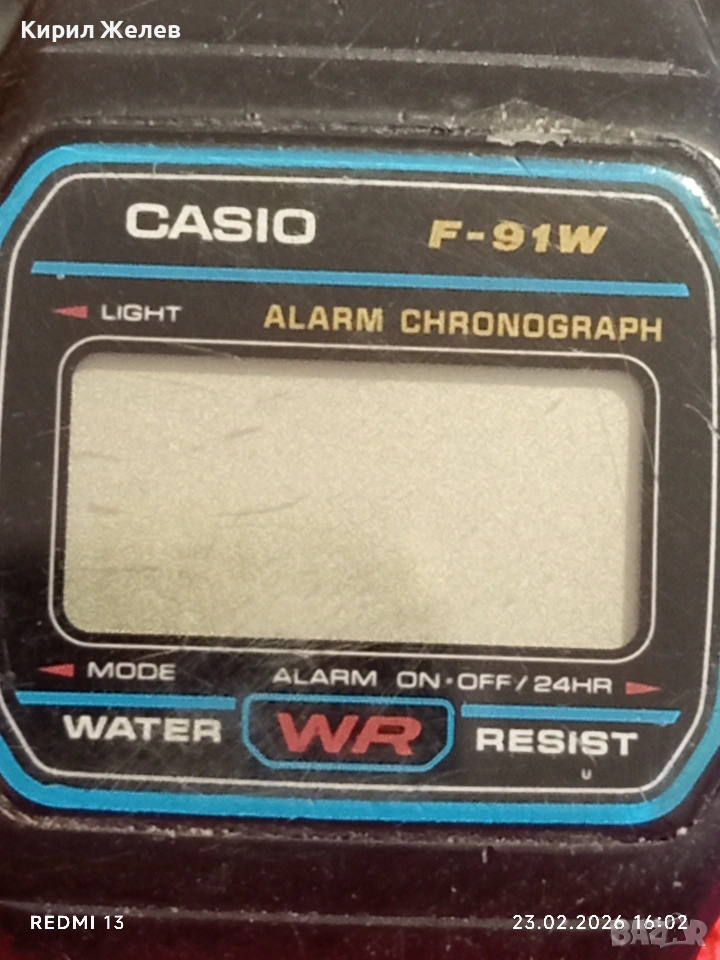 Кирил Желев
CASIO F-91W
LIGHT ALARM CHRONOGRAPH
MODE ALARM ON·OFF/24HR
WATER WR RESIST
U
REDMI 13 23.02.2026 16:02
BAZAR